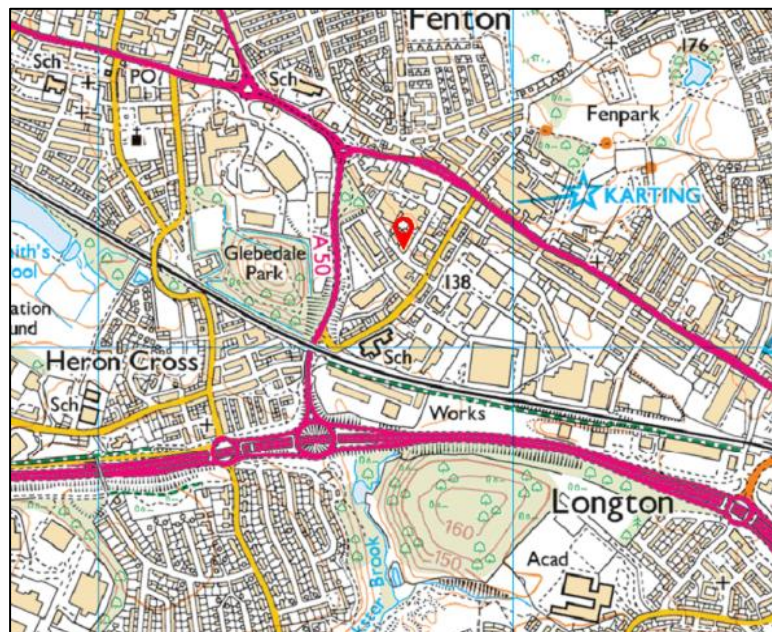 Fenton
176
Sch
PO
Sch
Fenpark
KARTING
Glebedale
Park
A50
138
ith's
ool
ation
und
Heron Cross
Sch
Sch
Works
Longton
160
150
Acad
kster Brook